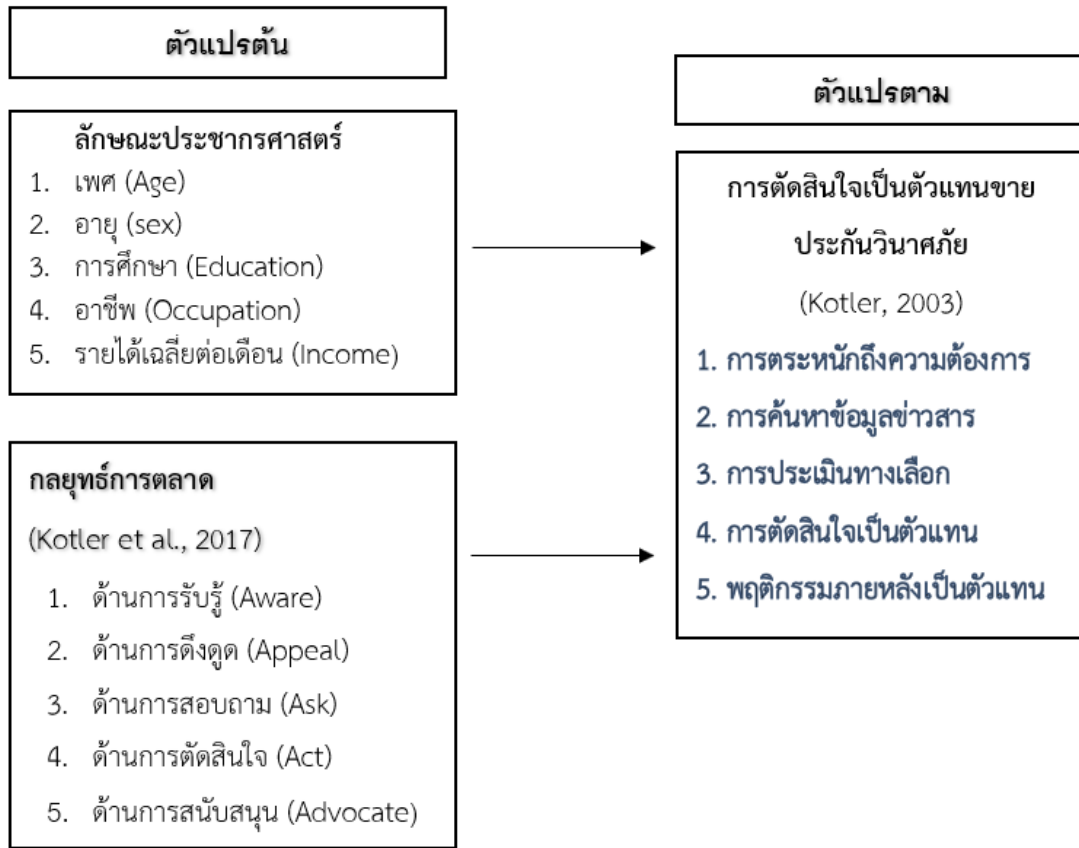 ตัวแปรต้น
ลักษณะประชากรศาสตร์
1. เพศ (Age)
2. อายุ (sex)
3. การศึกษา (Education)
4. อาชีพ (Occupation)
5. รายได้เฉลี่ยต่อเดือน (Income)
กลยุทธ์การตลาด
(Kotler et al., 2017)
1. ด้านการรับรู้ (Aware)
2. ด้านการดึงดูด (Appeal)
3. ด้านการสอบถาม (Ask)
4. ด้านการตัดสินใจ (Act)
5. ด้านการสนับสนุน (Advocate)
ตัวแปรตาม
การตัดสินใจเป็นตัวแทนขาย
ประกันวินาศภัย
(Kotler, 2003)
1. การตระหนักถึงความต้องการ
2. การค้นหาข้อมูลข่าวสาร
3. การประเมินทางเลือก
4. การตัดสินใจเป็นตัวแทน
5. พฤติกรรมภายหลังเป็นตัวแทน